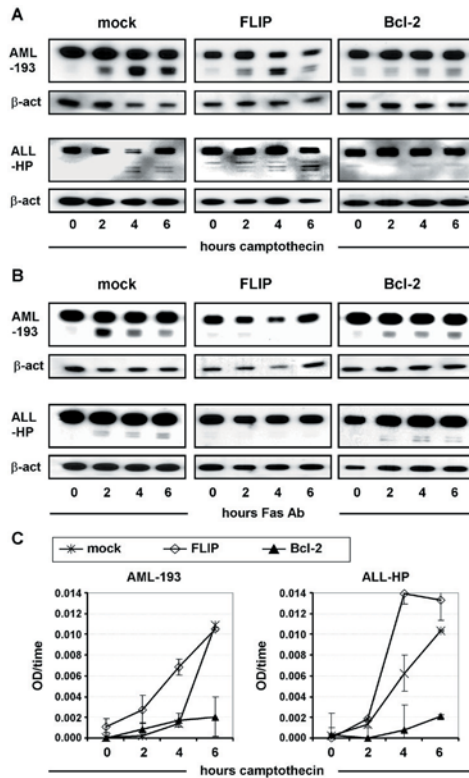 A
mock FLIP Bcl-2
AML
-193
β-act
ALL
-HP
β-act
0 2 4 6 0 2 4 6 0 2 4 6
hours camptothecin
B
mock FLIP Bcl-2
AML
-193
β-act
ALL
-HP
β-act
0 2 4 6 0 2 4 6 0 2 4 6
hours Fas Ab
C
mock FLIP Bcl-2
AML-193 ALL-HP
0.014 0.014
0.012 0.012
0.010 0.010
0.008 0.008
0.006 0.006
0.004 0.004
0.002 0.002
0.000 0.000
OD/time OD/time
0 2 4 6 0 2 4 6
hours camptothecin